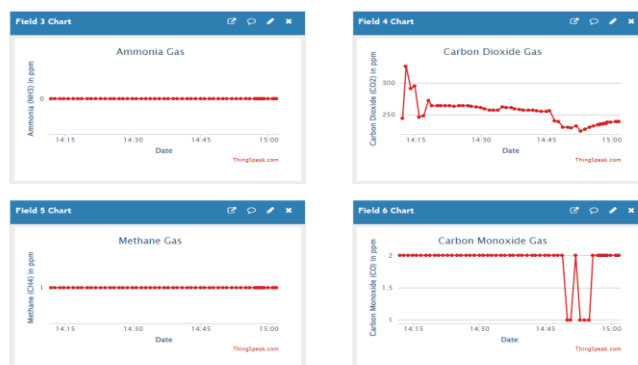 Field 3 Chart
Ammonia Gas
Ammonia (NH3) in ppm
0
14:15 14:30 14:45 15:00
Date
ThingSpeak.com
Field 4 Chart
Carbon Dioxide Gas
Carbon Dioxide (CO2) in ppm
300
250
14:15 14:30 14:45 15:00
Date
ThingSpeak.com
Field 5 Chart
Methane Gas
Methane (CH4) in ppm
1
14:15 14:30 14:45 15:00
Date
ThingSpeak.com
Field 6 Chart
Carbon Monoxide Gas
Carbon Monoxide (CO) in ppm
2
1.5
1
14:15 14:30 14:45 15:00
Date
ThingSpeak.com